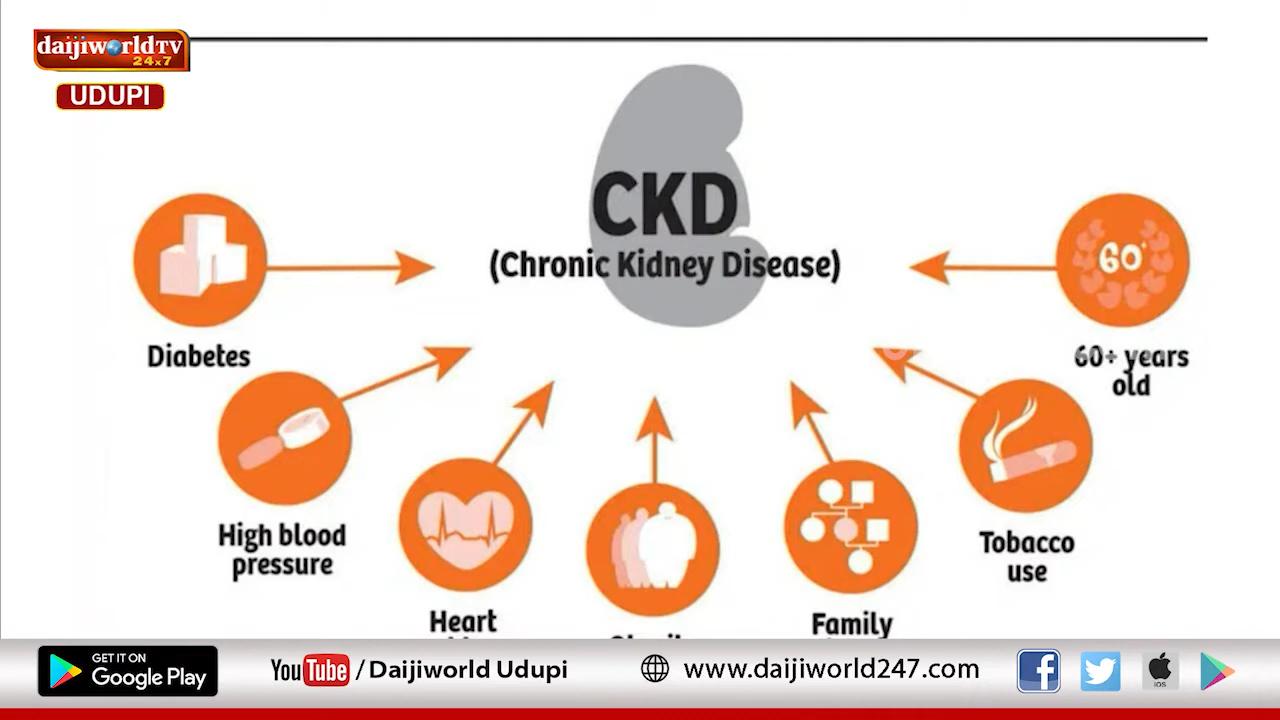 daijiworldTV
24x7
UDUPI
CKD
(Chronic Kidney Disease)
60+
Diabetes
60+ years
old
High blood
pressure
Tobacco
use
Heart
Family
GET IT ON
Google Play
YouTube / Daijiworld Udupi
www.daijiworld247.com
iOS